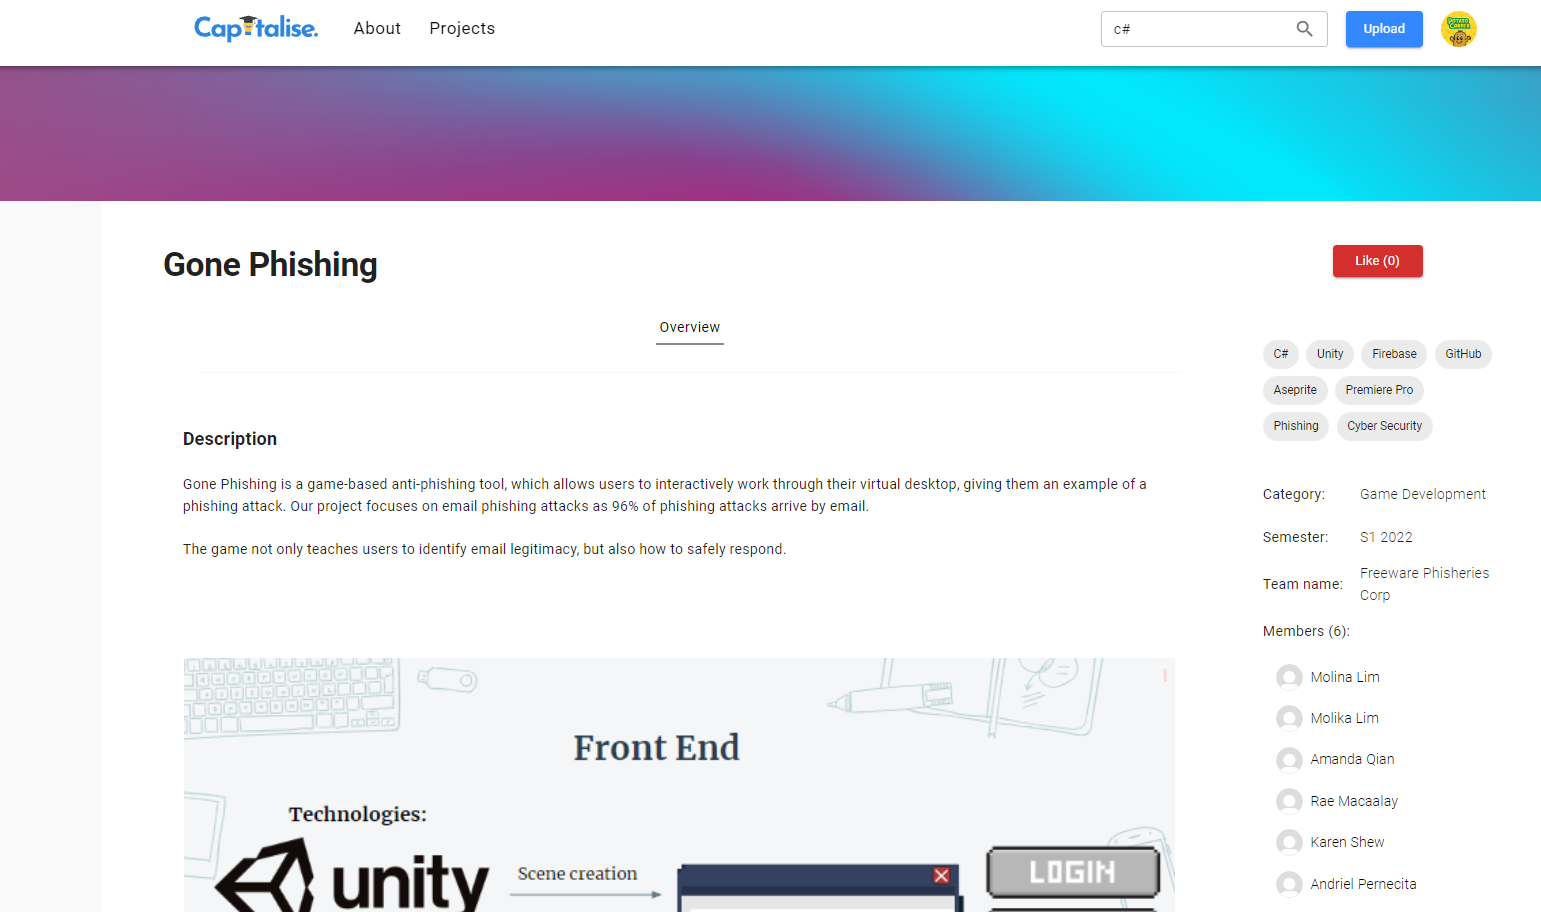 Capitalise.
About
Projects
c#
Upload
POTATO CORNER
Gone Phishing
Like (0)
Overview
C#
Unity
Firebase
GitHub
Aseprite
Premiere Pro
Phishing
Cyber Security
Description
Gone Phishing is a game-based anti-phishing tool, which allows users to interactively work through their virtual desktop, giving them an example of a
phishing attack. Our project focuses on email phishing attacks as 96% of phishing attacks arrive by email.
The game not only teaches users to identify email legitimacy, but also how to safely respond.
Category: Game Development
Semester: S1 2022
Team name: Freeware Phisheries
Corp
Members (6):
Molina Lim
Molika Lim
Amanda Qian
Rae Macaalay
Karen Shew
Andriel Pernecita
1
Front End
Technologies:
unity
Scene creation
LOGIN